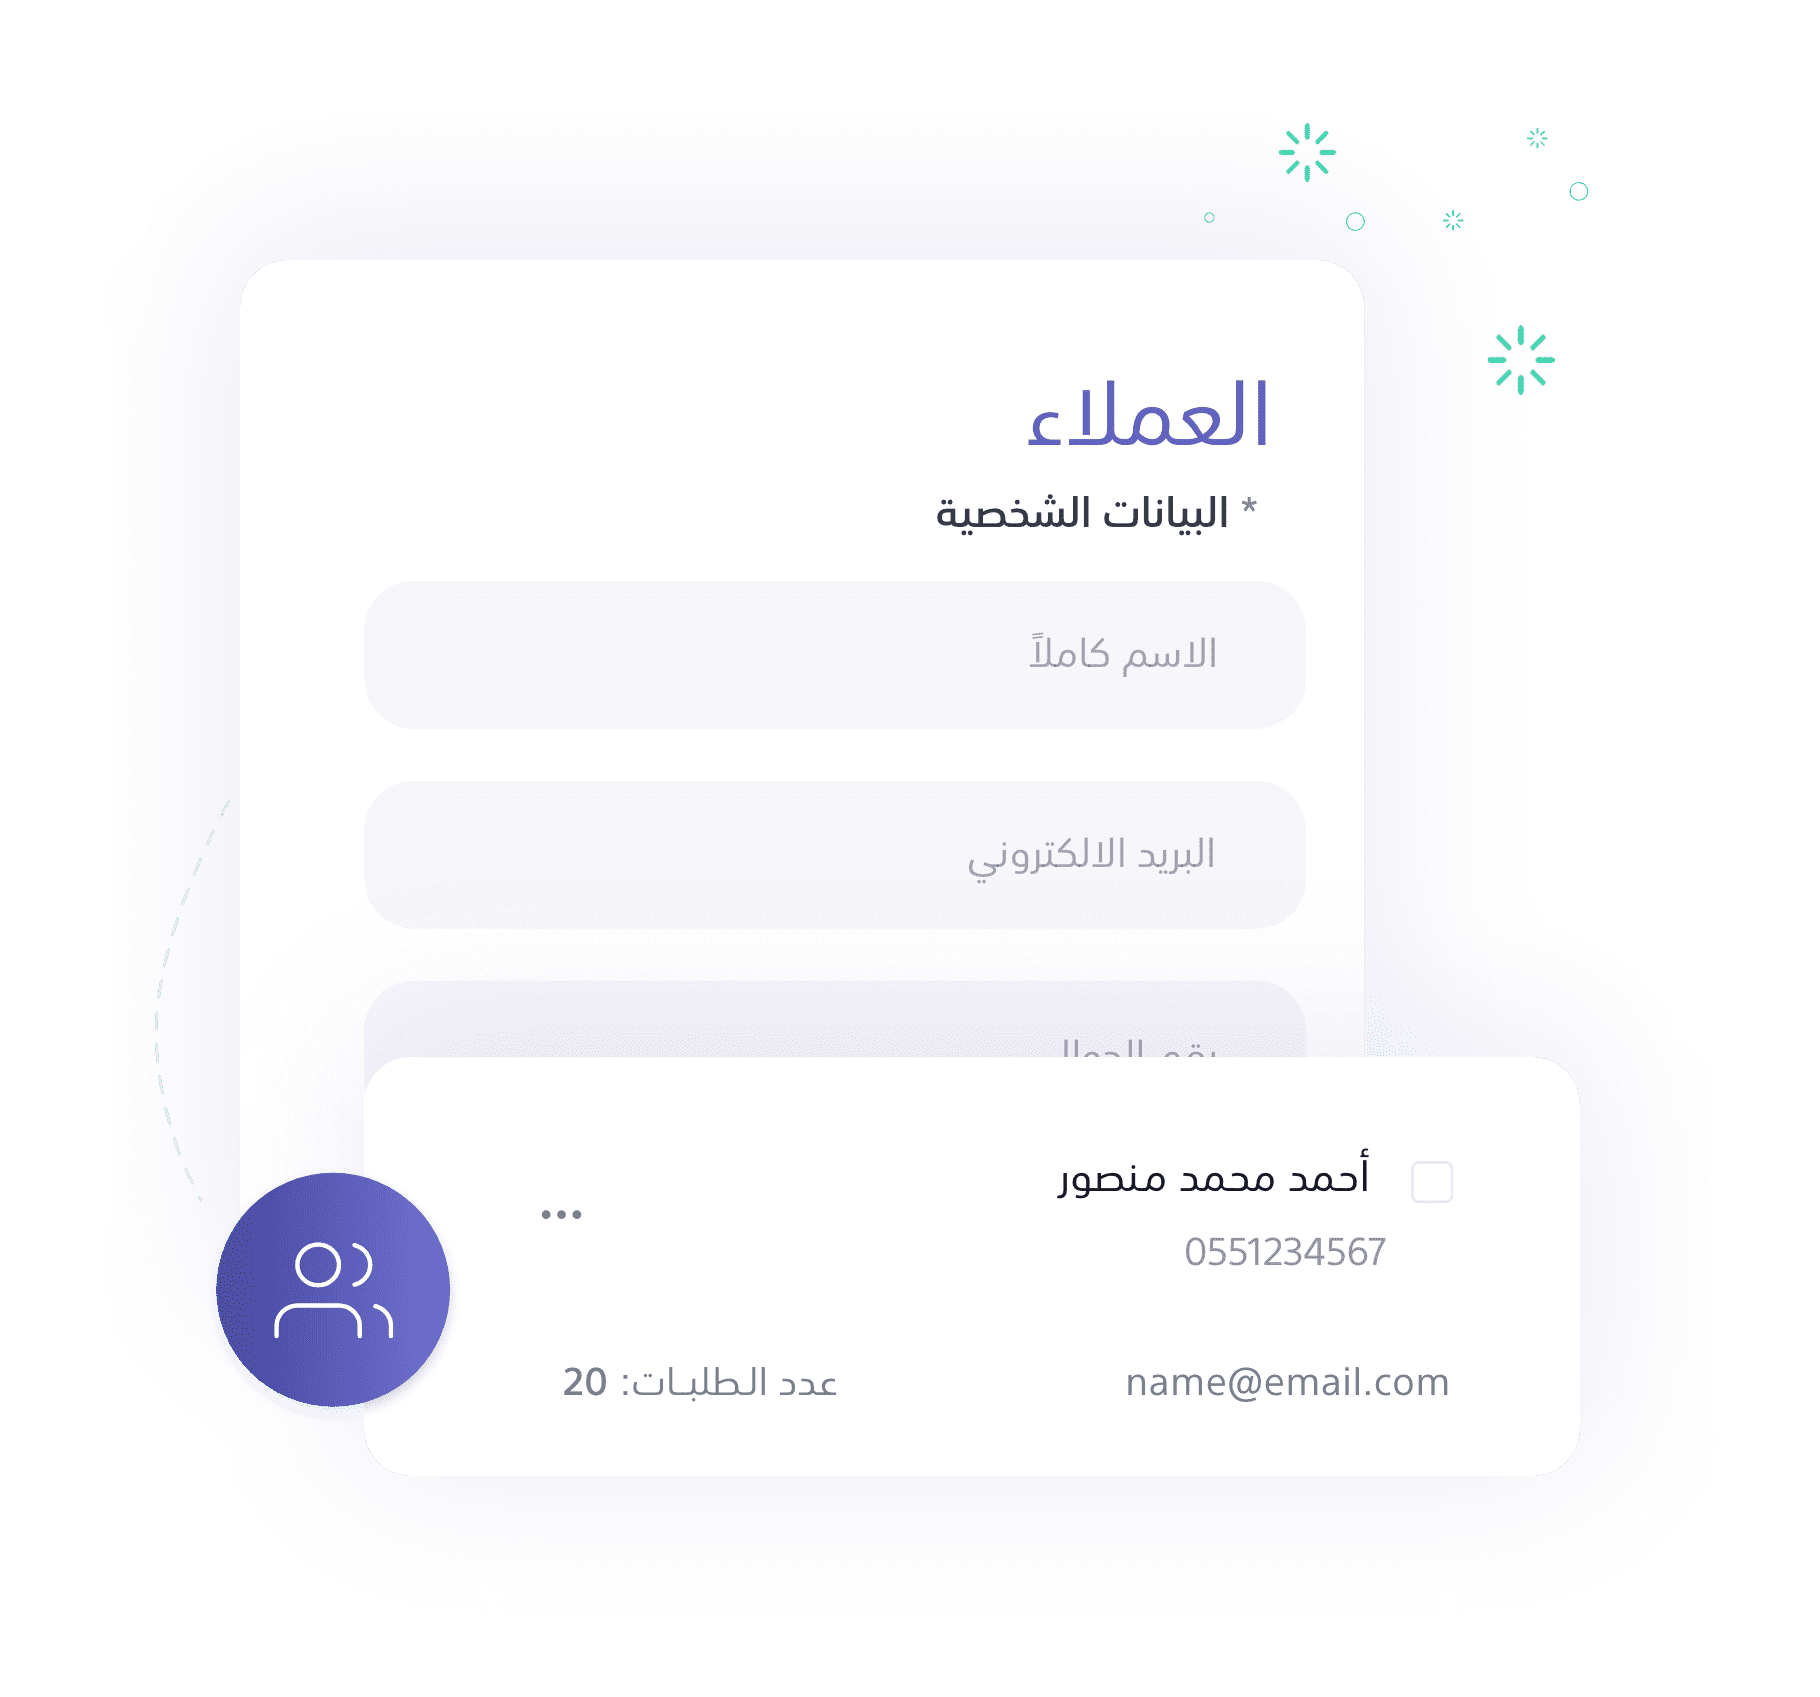 العملاء
* البيانات الشخصية
الاسم كاملاً
البريد الالكتروني
أحمد محمد منصور
0551234567
name@email.com
عدد الطلبات: 20